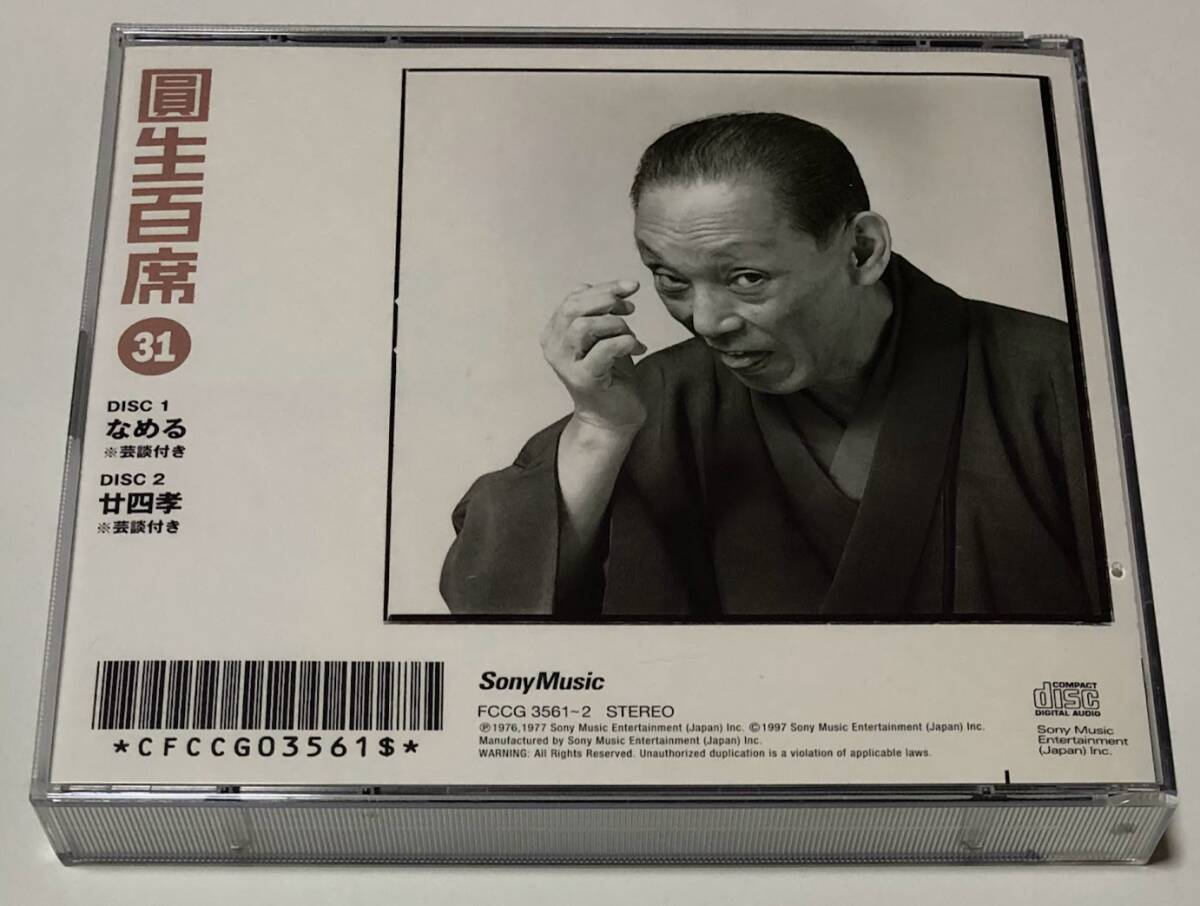 圓生百席
31
DISC 1
なめる
※芸談付き
DISC 2
廿四孝
※芸談付き
*CFCCG03561$*
Sony Music
FCCG 3561~2 STEREO
℗1976,1977 Sony Music Entertainment (Japan) Inc. ©1997 Sony Music Entertainment (Japan) Inc.
Manufactured by Sony Music Entertainment (Japan) Inc.
WARNING: All Rights Reserved. Unauthorized duplication is a violation of applicable laws.
COMPACT
disc
DIGITAL AUDIO
Sony Music
Entertainment
(Japan) Inc.